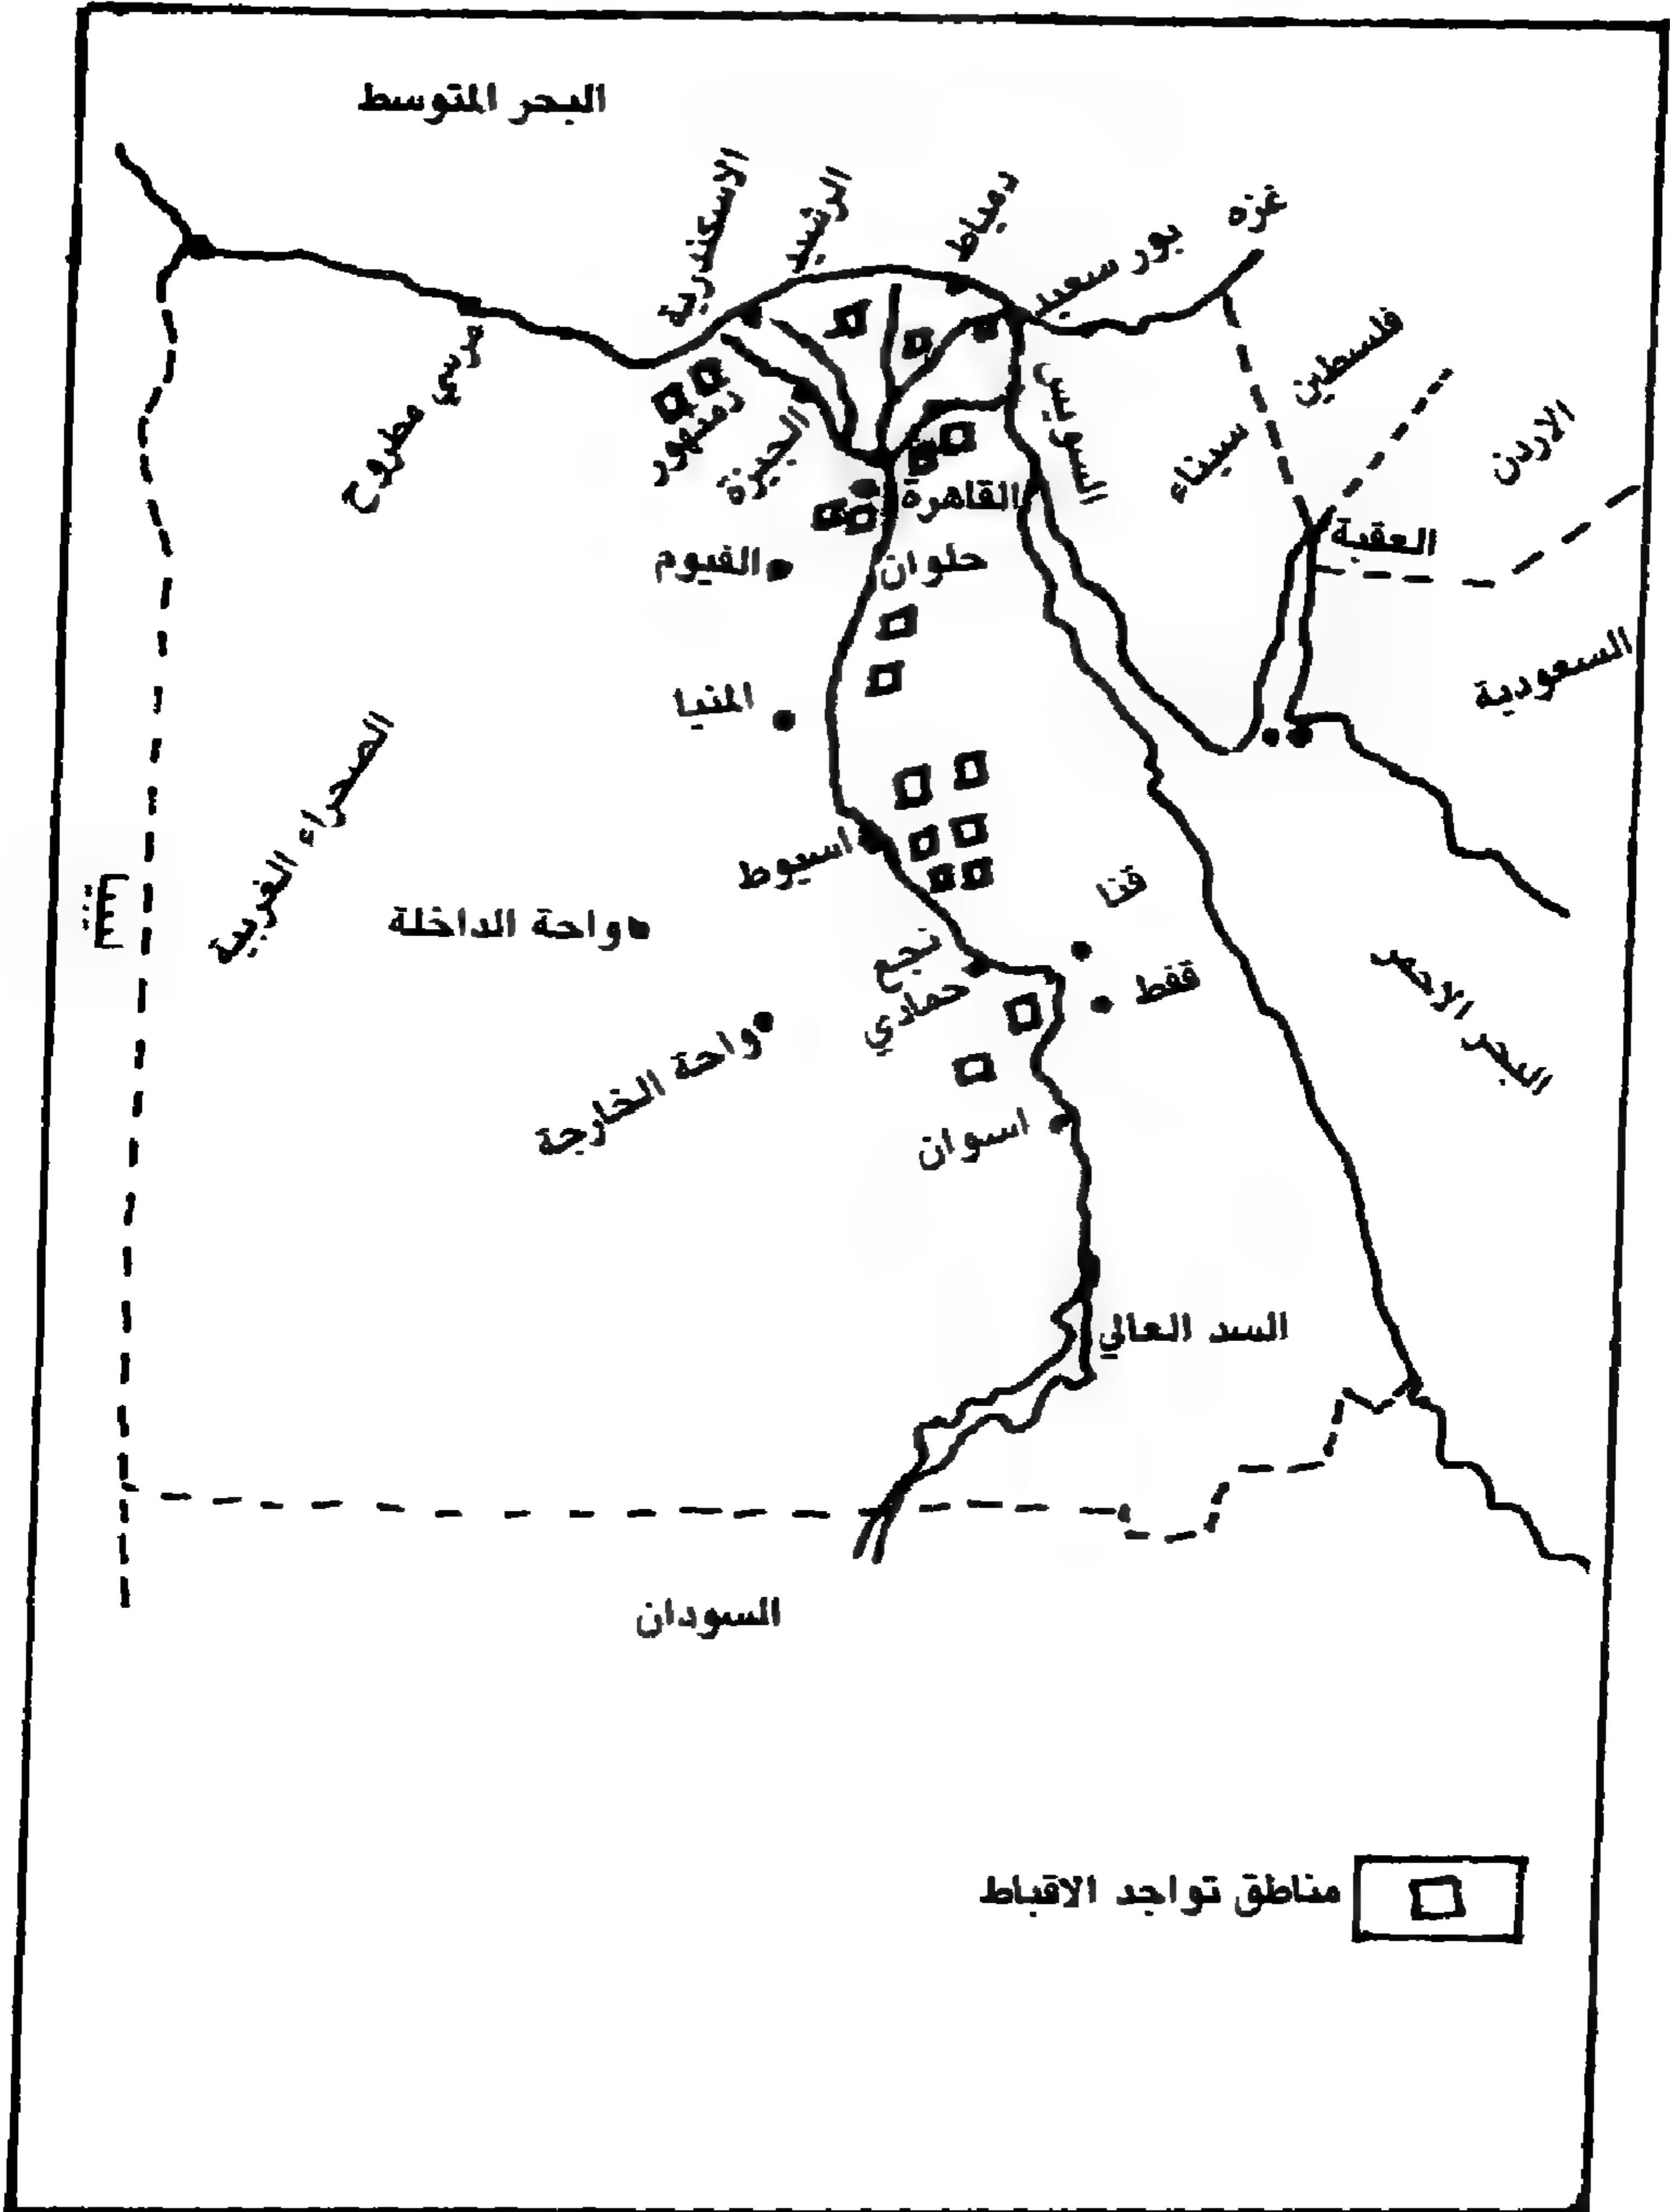 البحر المتوسط
الاسكندرية
الرشيد
دمياط
بور سعيد
غزه
مرسي مطروح
دمنهور
الجيزة
القاهرة
السويس
سيناء
فلسطين
الاردن
العقبة
السعودية
الفيوم
حلوان
المنيا
الصحراء الغربية
اسيوط
واحة الداخلة
قنا
نجع
حمادي
قفط
البحر الاحمر
واحة الخارجة
اسوان
السد العالي
السودان
مناطق تواجد الاقباط